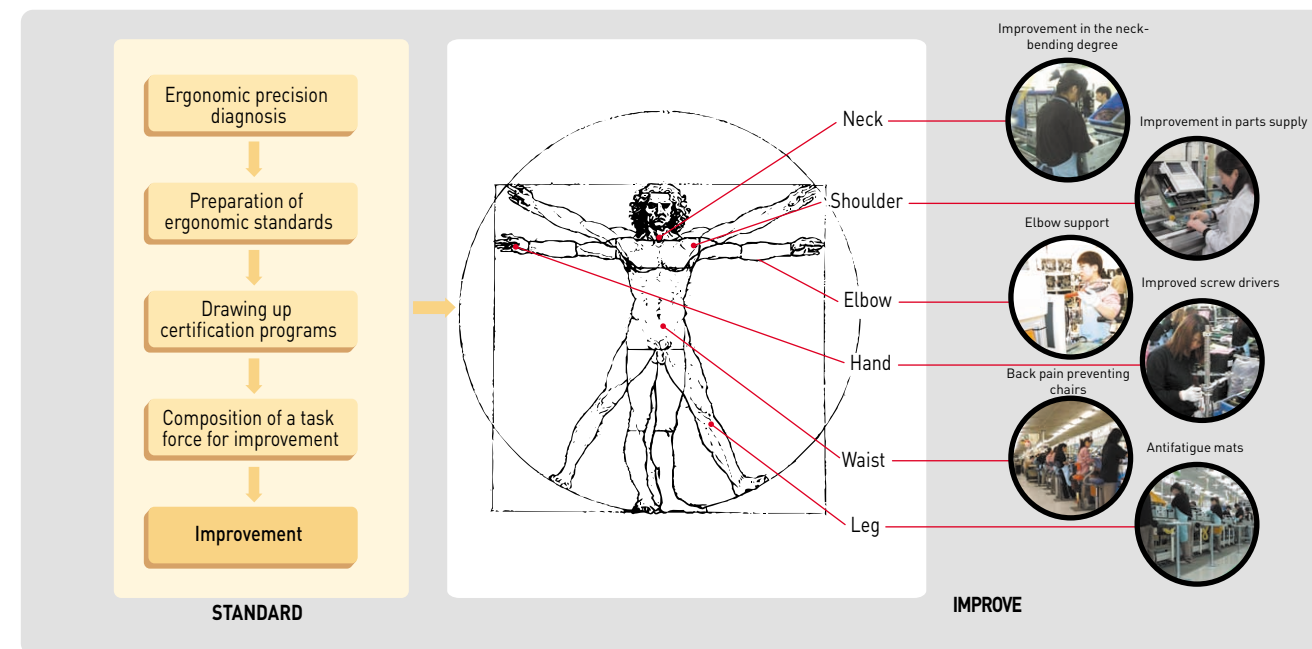 Ergonomic precision
diagnosis
Preparation of
ergonomic standards
Drawing up
certification programs
Composition of a task
force for improvement
Improvement
STANDARD
Neck
Shoulder
Elbow
Hand
Waist
Leg
Improvement in the neck-
bending degree
Improvement in parts supply
Elbow support
Improved screw drivers
Back pain preventing
chairs
Antifatigue mats
IMPROVE